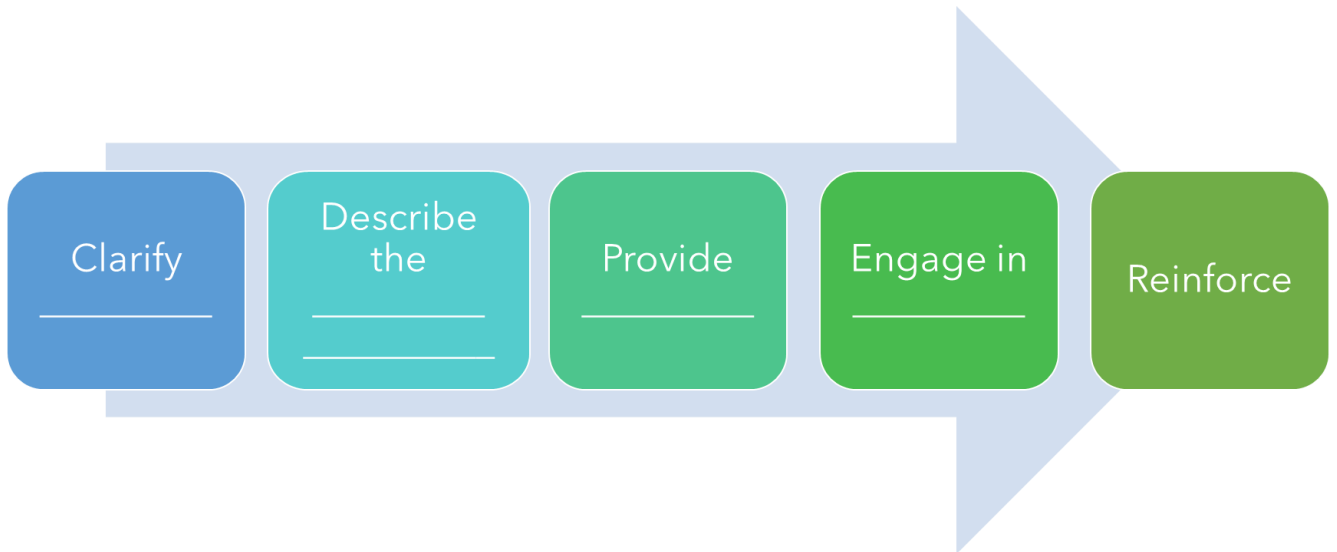 Clarify
Describe
the
Provide
Engage in
Reinforce